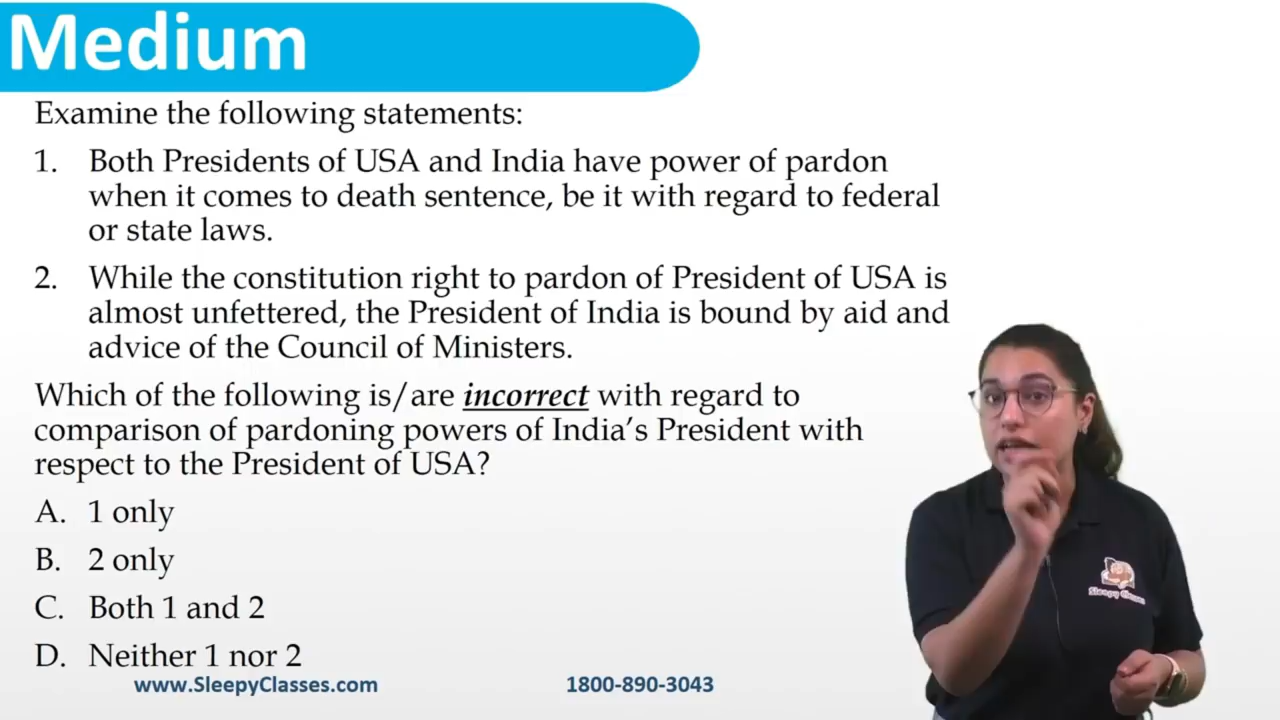 Medium
Examine the following statements:
1. Both Presidents of USA and India have power of pardon
when it comes to death sentence, be it with regard to federal
or state laws.
2. While the constitution right to pardon of President of USA is
almost unfettered, the President of India is bound by aid and
advice of the Council of Ministers.
Which of the following is/are incorrect with regard to
comparison of pardoning powers of India’s President with
respect to the President of USA?
A. 1 only
B. 2 only
C. Both 1 and 2
D. Neither 1 nor 2
www.SleepyClasses.com 1800-890-3043
Sleepy Classes